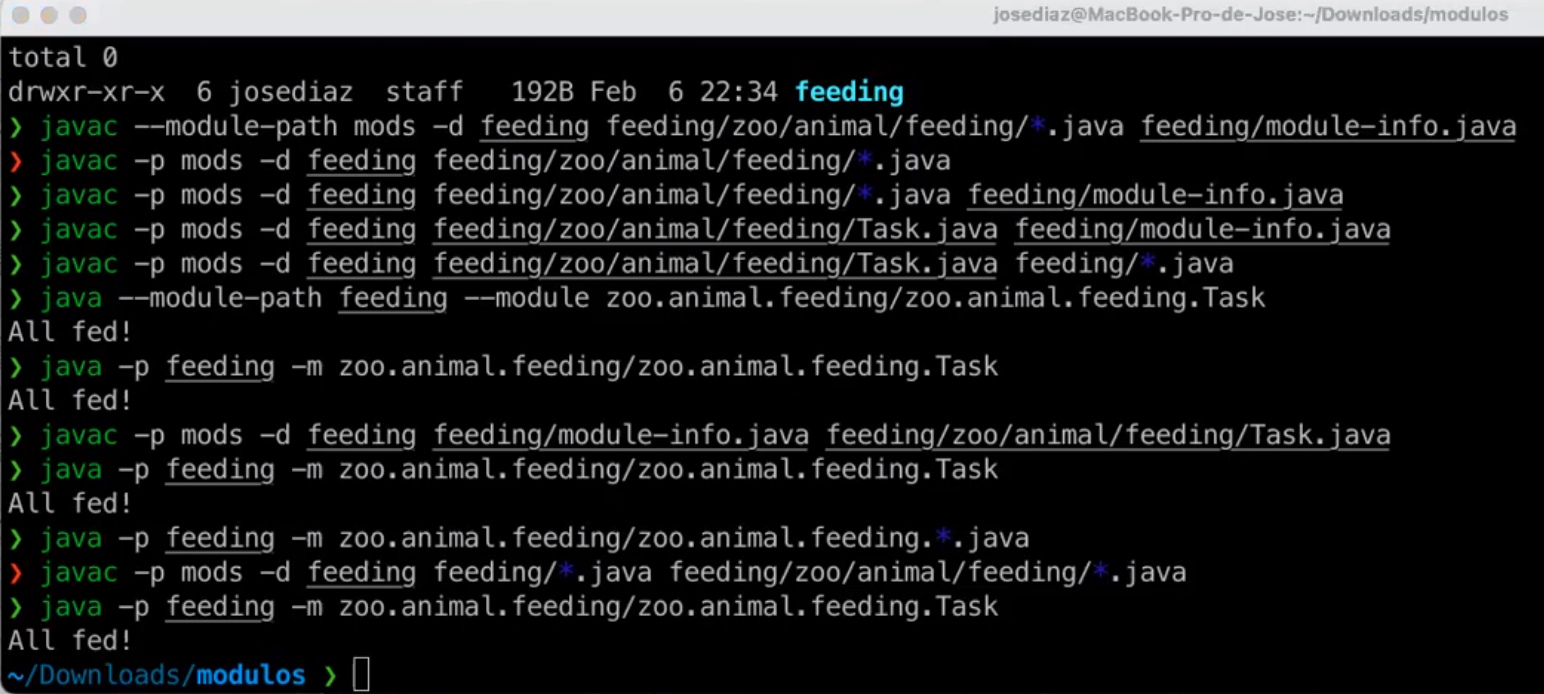 josediaz@MacBook-Pro-de-Jose:~/Downloads/modulos
total 0
drwxr-xr-x  6 josediaz  staff   192B Feb  6 22:34 feeding
❯ javac --module-path mods -d feeding feeding/zoo/animal/feeding/*.java feeding/module-info.java
❯ javac -p mods -d feeding feeding/zoo/animal/feeding/*.java
❯ javac -p mods -d feeding feeding/zoo/animal/feeding/*.java feeding/module-info.java
❯ javac -p mods -d feeding feeding/zoo/animal/feeding/Task.java feeding/module-info.java
❯ javac -p mods -d feeding feeding/zoo/animal/feeding/Task.java feeding/*.java
❯ java --module-path feeding --module zoo.animal.feeding/zoo.animal.feeding.Task
All fed!
❯ java -p feeding -m zoo.animal.feeding/zoo.animal.feeding.Task
All fed!
❯ javac -p mods -d feeding feeding/module-info.java feeding/zoo/animal/feeding/Task.java
❯ java -p feeding -m zoo.animal.feeding/zoo.animal.feeding.Task
All fed!
❯ java -p feeding -m zoo.animal.feeding/zoo.animal.feeding.*.java
❯ javac -p mods -d feeding feeding/*.java feeding/zoo/animal/feeding/*.java
❯ java -p feeding -m zoo.animal.feeding/zoo.animal.feeding.Task
All fed!
~/Downloads/modulos ❯